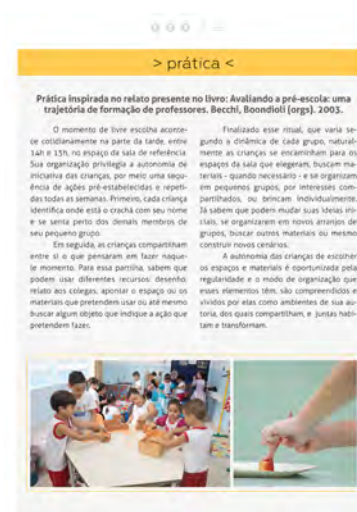 > prática <
Prática inspirada no relato presente no livro: Avaliando a pré-escola: uma
trajetória de formação de professores. Becchi, Boondioli (orgs). 2003.
O momento de livre escolha aconte-
ce cotidianamente na parte da tarde, entre
14h e 15h, no espaço da sala de referência.
Sua organização privilegia a autonomia de
iniciativa das crianças, por meio uma sequ-
ência de ações pré-estabelecidas e repeti-
das todas as semanas. Primeiro, cada criança
identifica onde está o crachá com seu nome
e se senta perto dos demais membros de
seu pequeno grupo.
Em seguida, as crianças compartilham
entre si o que pensaram em fazer naque-
le momento. Para essa partilha, sabem que
podem usar diferentes recursos: desenho,
relato aos colegas, apontar o espaço ou os
materiais que pretendem usar ou até mesmo
buscar algum objeto que indique a ação que
pretendem fazer.
Finalizado esse ritual, que varia se-
gundo a dinâmica de cada grupo, natural-
mente as crianças se encaminham para os
espaços da sala que elegeram, buscam ma-
teriais - quando necessário - e se organizam
em pequenos grupos, por interesses com-
partilhados, ou brincam individualmente.
Já sabem que podem mudar suas ideias ini-
ciais, se organizarem em novos arranjos de
grupos, buscar outros materiais ou mesmo
construir novos cenários.
A autonomia das crianças de escolher
os espaços e materiais é oportunizada pela
regularidade e o modo de organização que
esses elementos têm, são compreendidos e
vividos por elas como ambientes de sua au-
toria, dos quais compartilham, e, juntas habi-
tam e transformam.